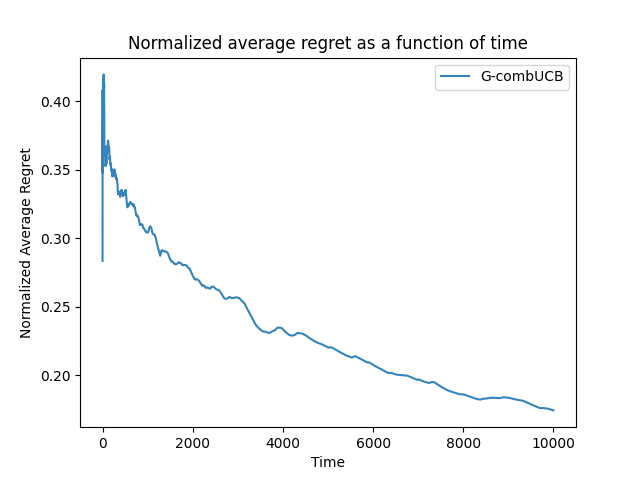 Normalized average regret as a function of time
G-combUCB
Normalized Average Regret
0.40
0.35
0.30
0.25
0.20
0
2000
4000
6000
8000
10000
Time